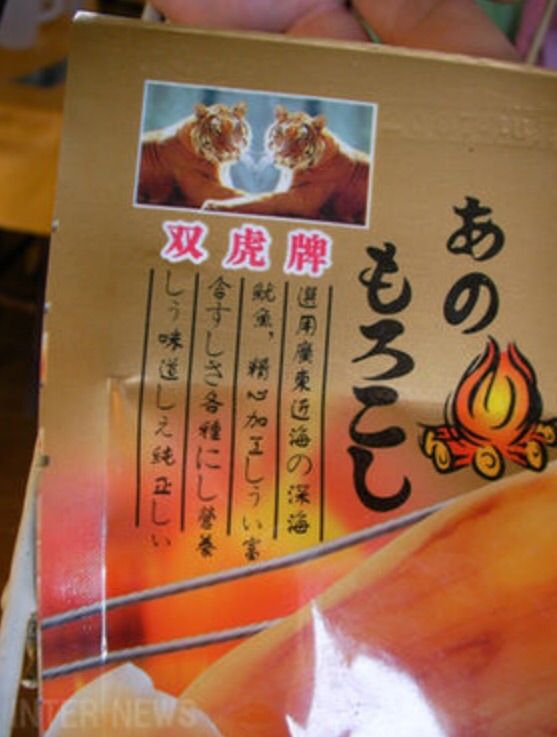 双虎牌
あの
もろこし
選用廣東近海の深海
魷魚，精心加工しうい富
含すしさ各種にし營養
しう味道しえ純正しい
INTER NEWS